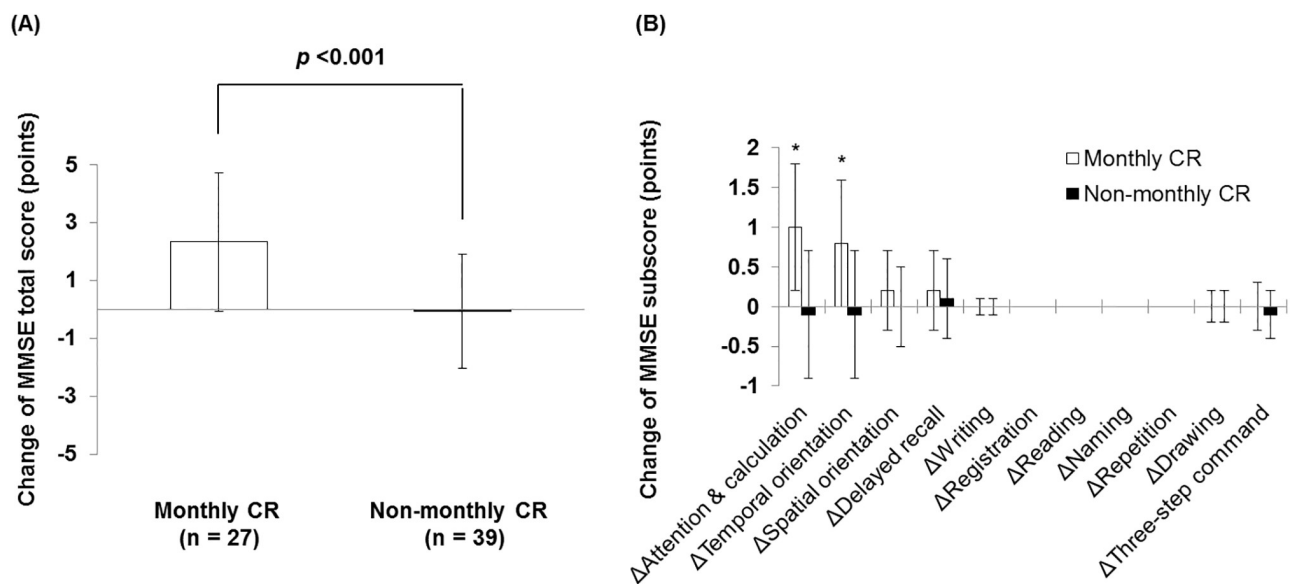 (A)
p <0.001
Change of MMSE total score (points)
5
3
1
-1
-3
-5
Monthly CR
(n = 27)
Non-monthly CR
(n = 39)
(B)
Change of MMSE subscore (points)
2
1.5
1
0.5
0
-0.5
-1
*
*
Monthly CR
Non-monthly CR
ΔAttention & calculation
ΔTemporal orientation
ΔSpatial orientation
ΔDelayed recall
ΔWriting
ΔRegistration
ΔReading
ΔNaming
ΔRepetition
ΔDrawing
ΔThree-step command